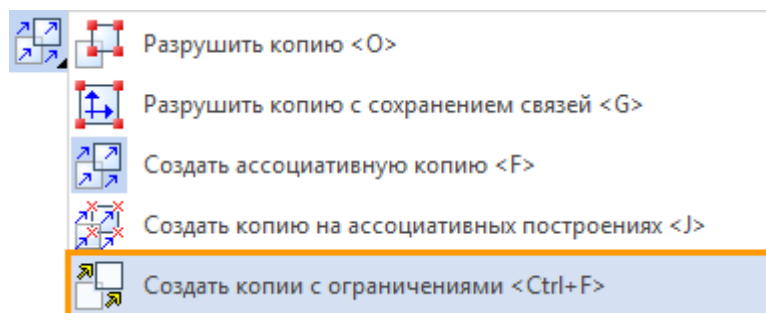 Разрушить копию <O>
Разрушить копию с сохранением связей <G>
Создать ассоциативную копию <F>
Создать копию на ассоциативных построениях <J>
Создать копии с ограничениями <Ctrl+F>